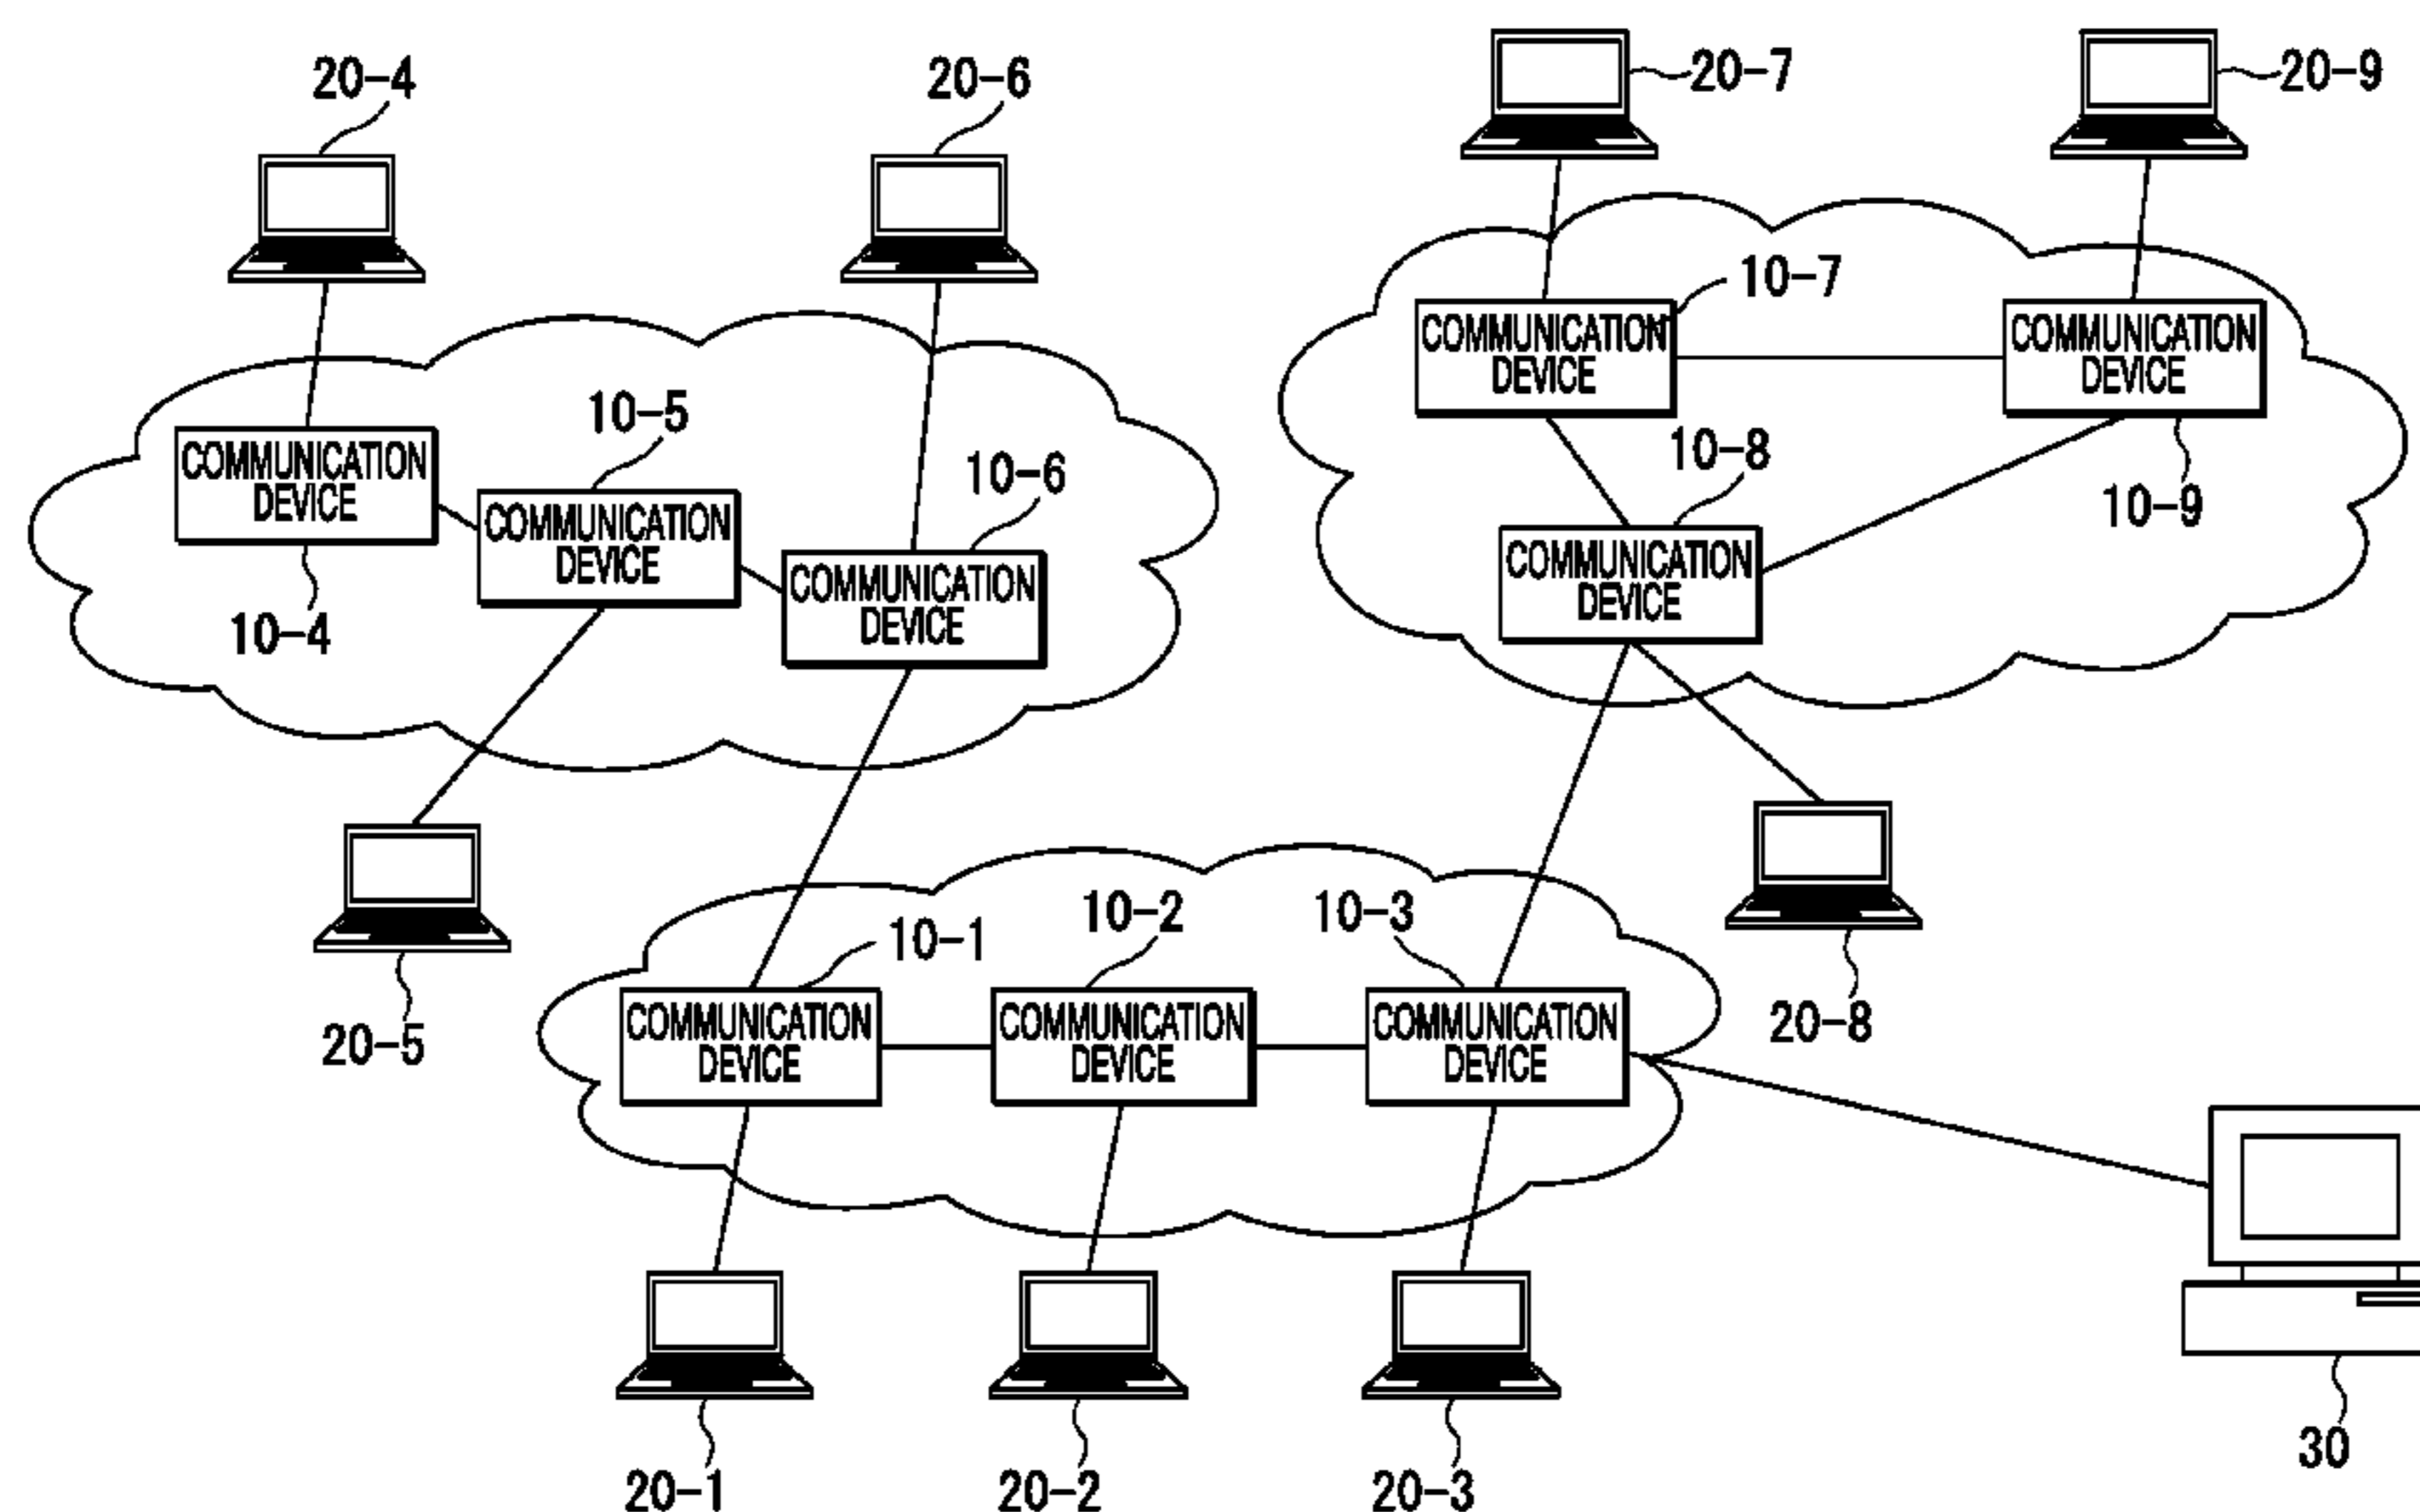 20-4
20-6
20-7
20-9
10-7
COMMUNICATION
DEVICE
COMMUNICATION
DEVICE
10-5
10-8
10-9
COMMUNICATION
DEVICE
10-4
COMMUNICATION
DEVICE
10-6
COMMUNICATION
DEVICE
COMMUNICATION
DEVICE
20-5
20-8
10-1
10-2
10-3
COMMUNICATION
DEVICE
COMMUNICATION
DEVICE
COMMUNICATION
DEVICE
20-1
20-2
20-3
30